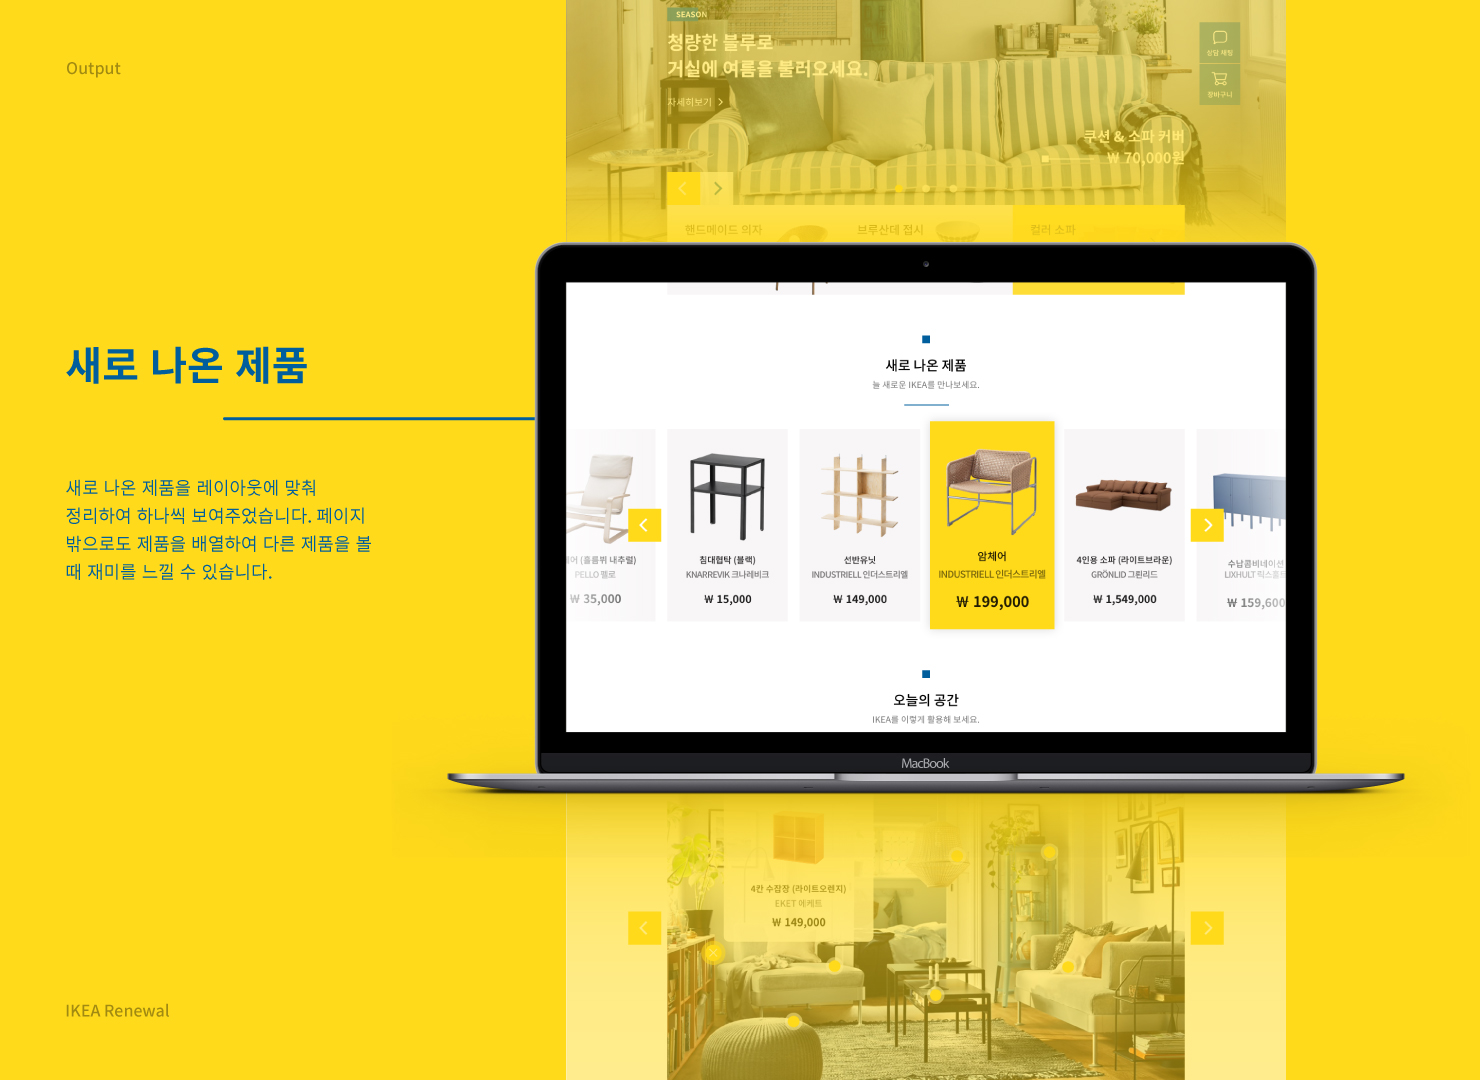 Output
새로 나온 제품
새로 나온 제품을 레이아웃에 맞춰
정리하여 하나씩 보여주었습니다. 페이지
밖으로도 제품을 배열하여 다른 제품을 볼
때 재미를 느낄 수 있습니다.
IKEA Renewal
SEASON
청량한 블루로
거실에 여름을 불러오세요.
자세히보기
상담 채팅
장바구니
쿠션 & 소파 커버
₩ 70,000원
핸드메이드 의자
브루산데 접시
컬러 소파
새로 나온 제품
늘 새로운 IKEA를 만나보세요.
(흘름뷔 내추럴)
PELLO 펠로
₩ 35,000
침대협탁 (블랙)
KNARREVIK 크나레비크
₩ 15,000
선반유닛
INDUSTRIELL 인더스트리엘
₩ 149,000
암체어
INDUSTRIELL 인더스트리엘
₩ 199,000
4인용 소파 (라이트브라운)
GRÖNLID 그뢴리드
₩ 1,549,000
수납콤비네이션
LIXHULT 릭스훌트
₩ 159,600
오늘의 공간
IKEA를 이렇게 활용해 보세요.
MacBook
4칸 수잡장 (라이트오렌지)
EKET 에케트
₩ 149,000